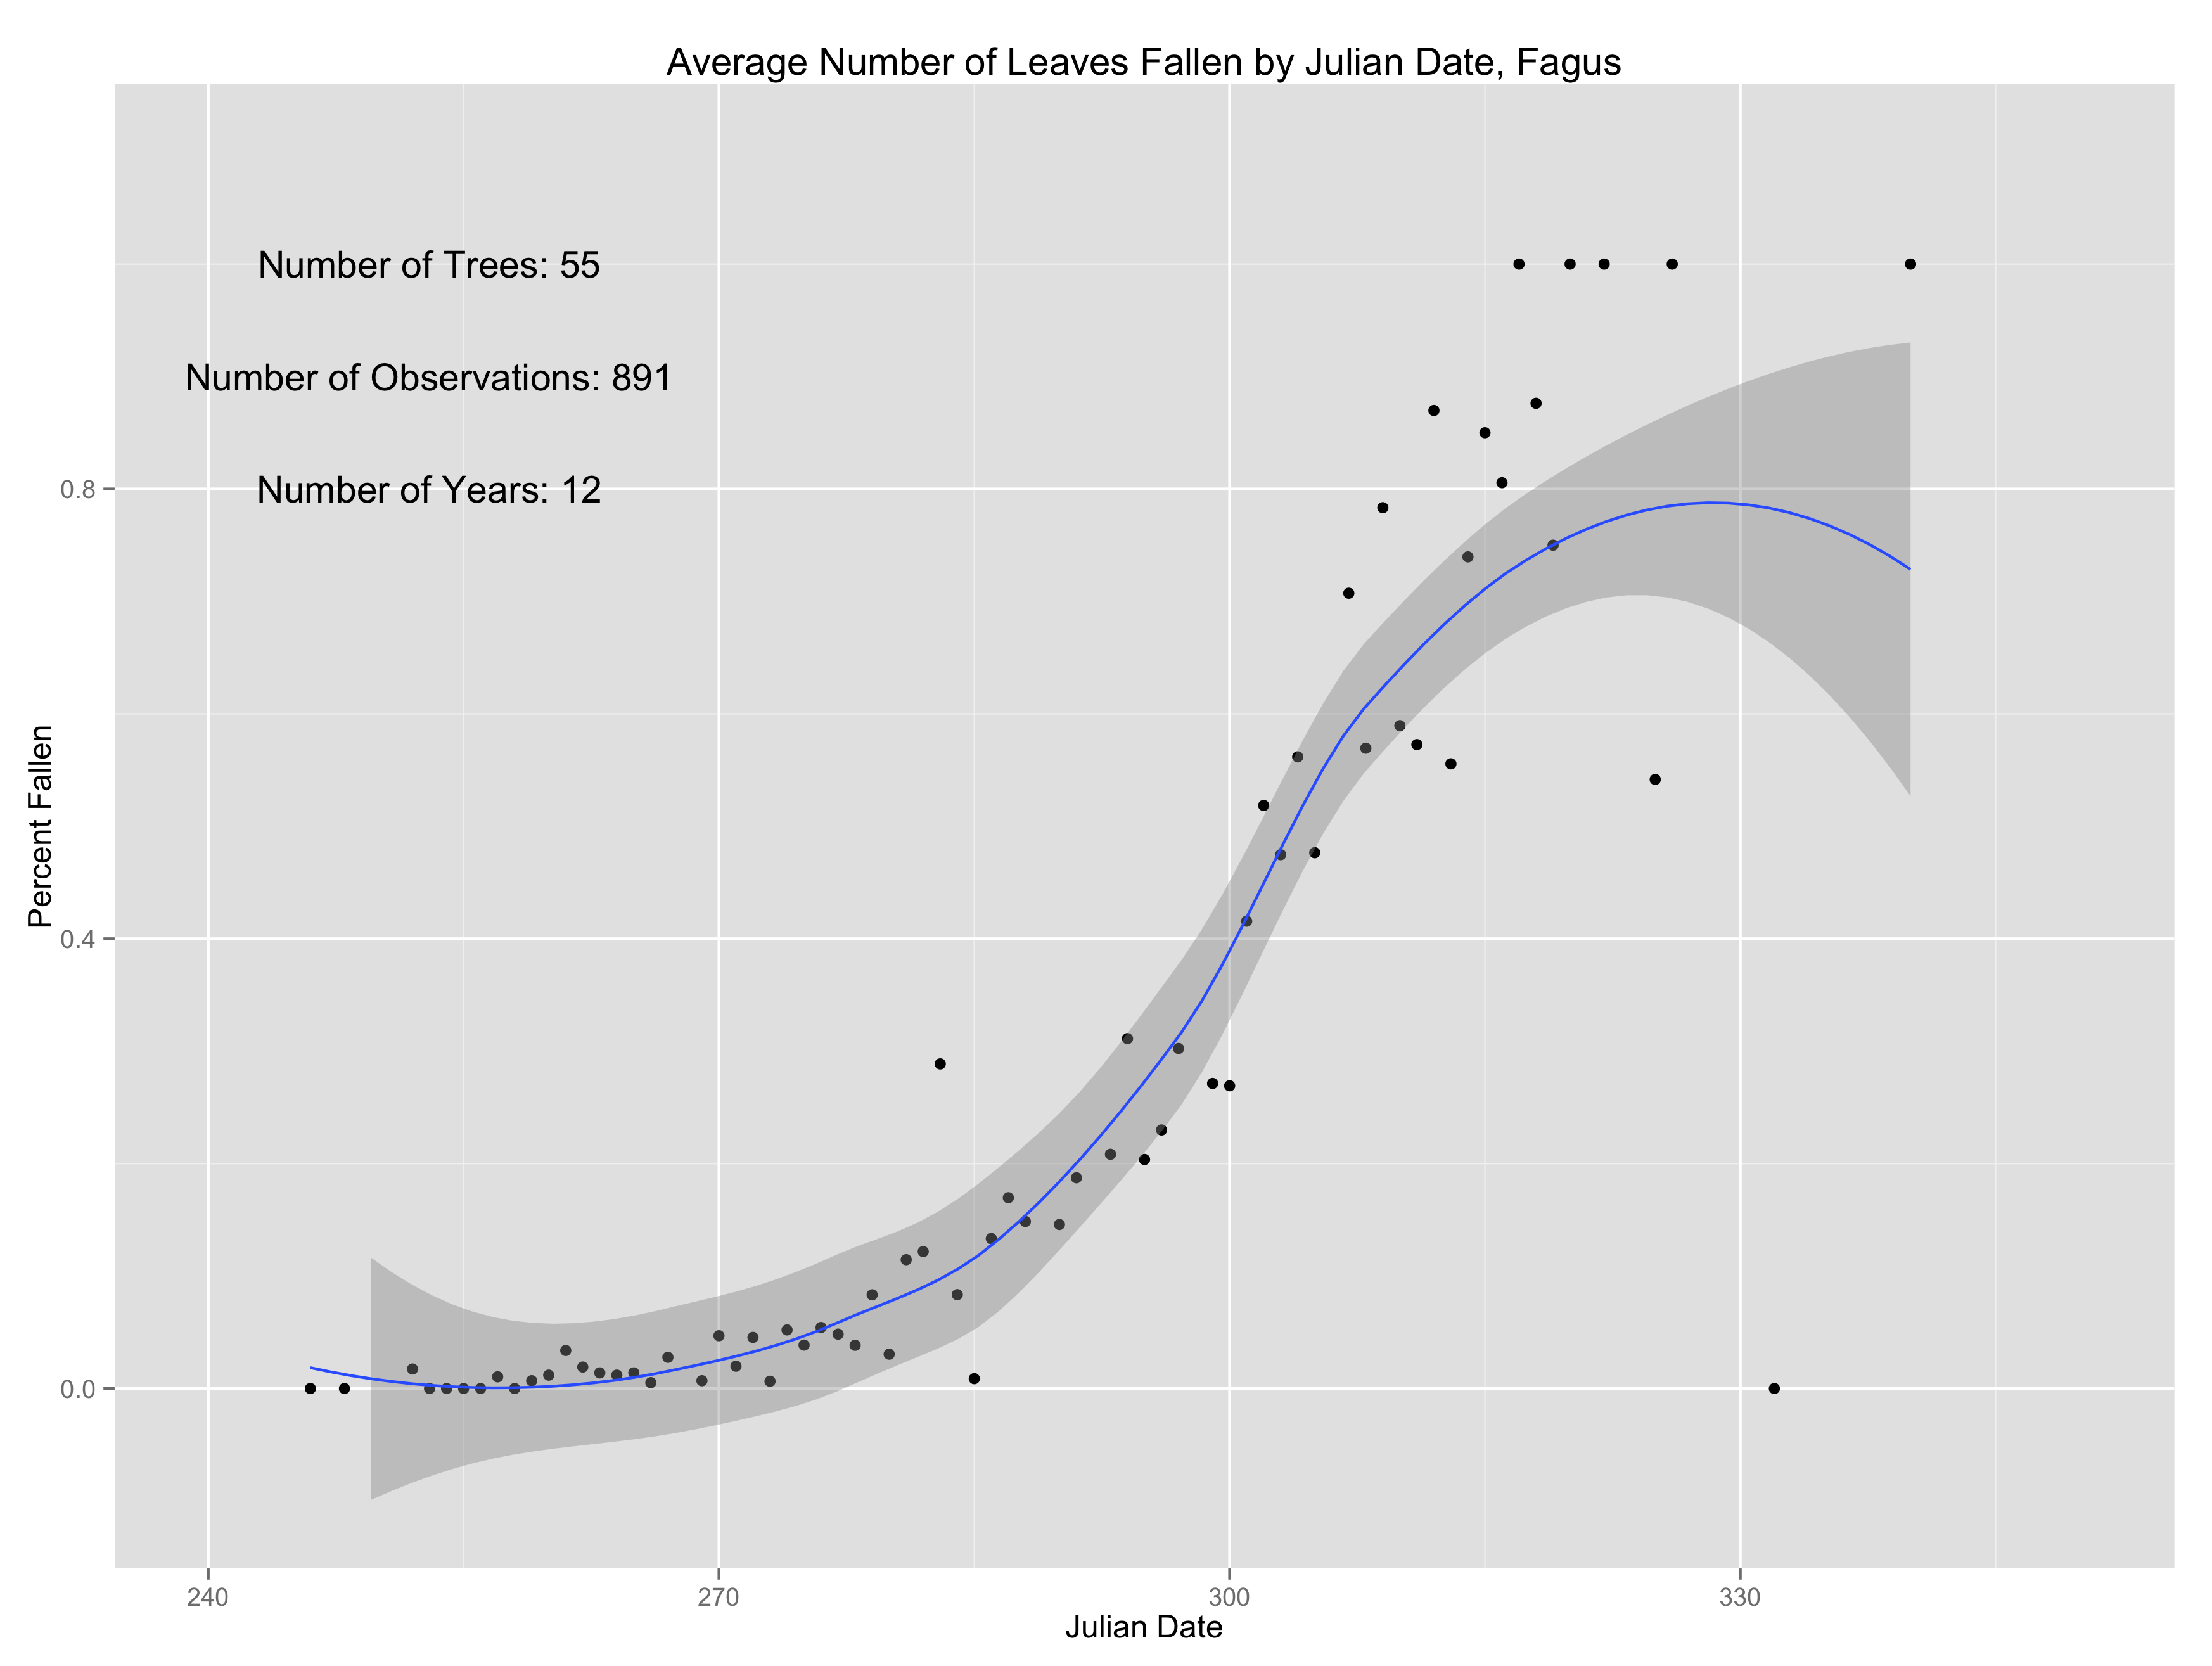 Average Number of Leaves Fallen by Julian Date, Fagus
Number of Trees: 55
Number of Observations: 891
Number of Years: 12
Percent Fallen
0.8
0.4
0.0
240
270
300
330
Julian Date